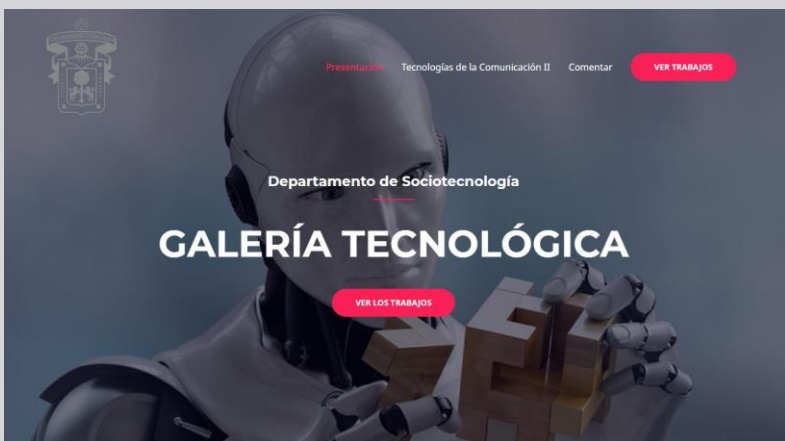 Presentación
Tecnologías de la Comunicación II
Comentar
VER TRABAJOS
Departamento de Sociotecnología
GALERÍA TECNOLÓGICA
VER LOS TRABAJOS